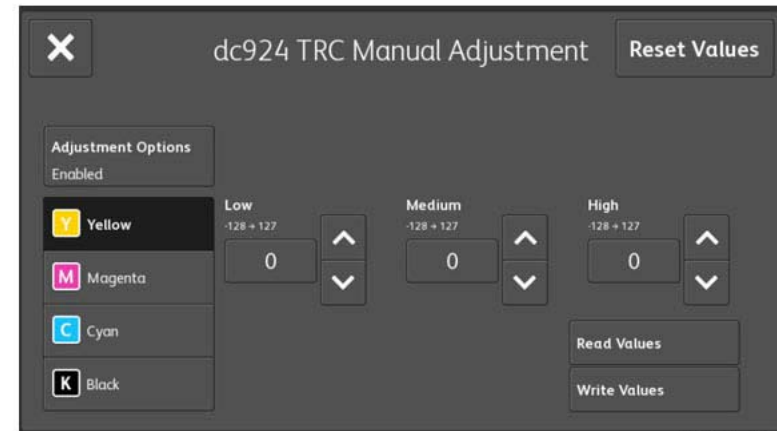 dc924 TRC Manual Adjustment
Reset Values
Adjustment Options
Enabled
Y Yellow
M Magenta
C Cyan
K Black
Low
-128 → 127
0
Medium
-128 → 127
0
High
-128 → 127
0
Read Values
Write Values